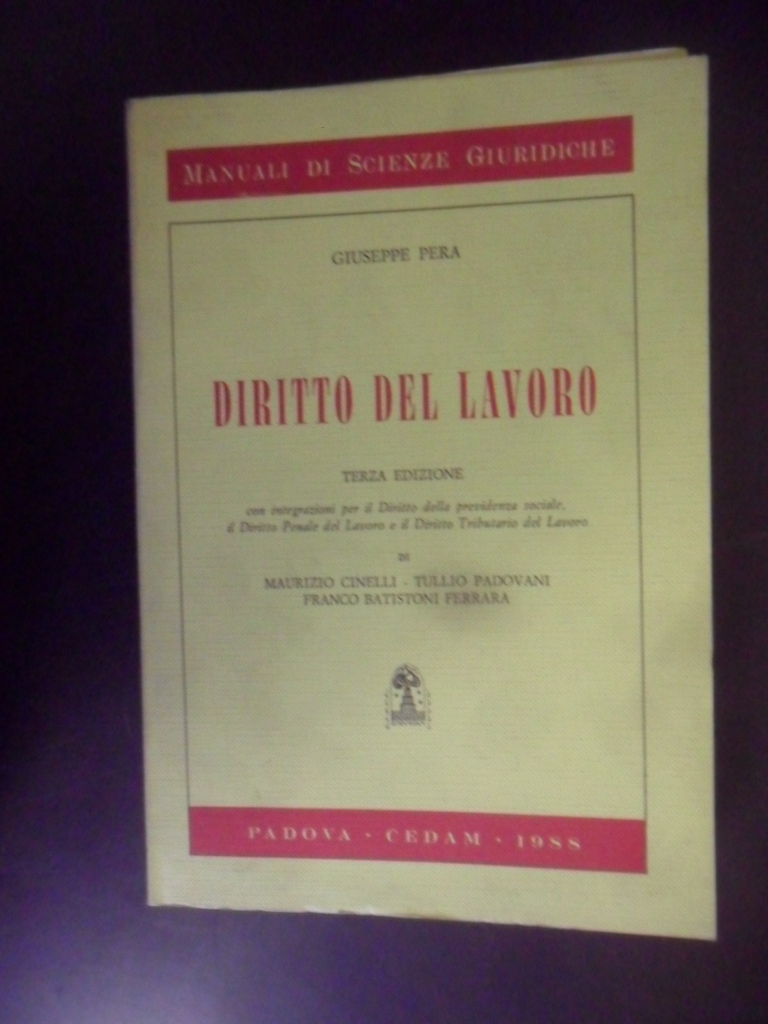 MANUALI DI SCIENZE GIURIDICHE
GIUSEPPE PERA
DIRITTO DEL LAVORO
TERZA EDIZIONE
con integrazioni per il Diritto della previdenza sociale,
il Diritto Penale del Lavoro e il Diritto Tributario del Lavoro
DI
MAURIZIO CINELLI - TULLIO PADOVANI
FRANCO BATISTONI FERRARA
PADOVA - CEDAM - 1988